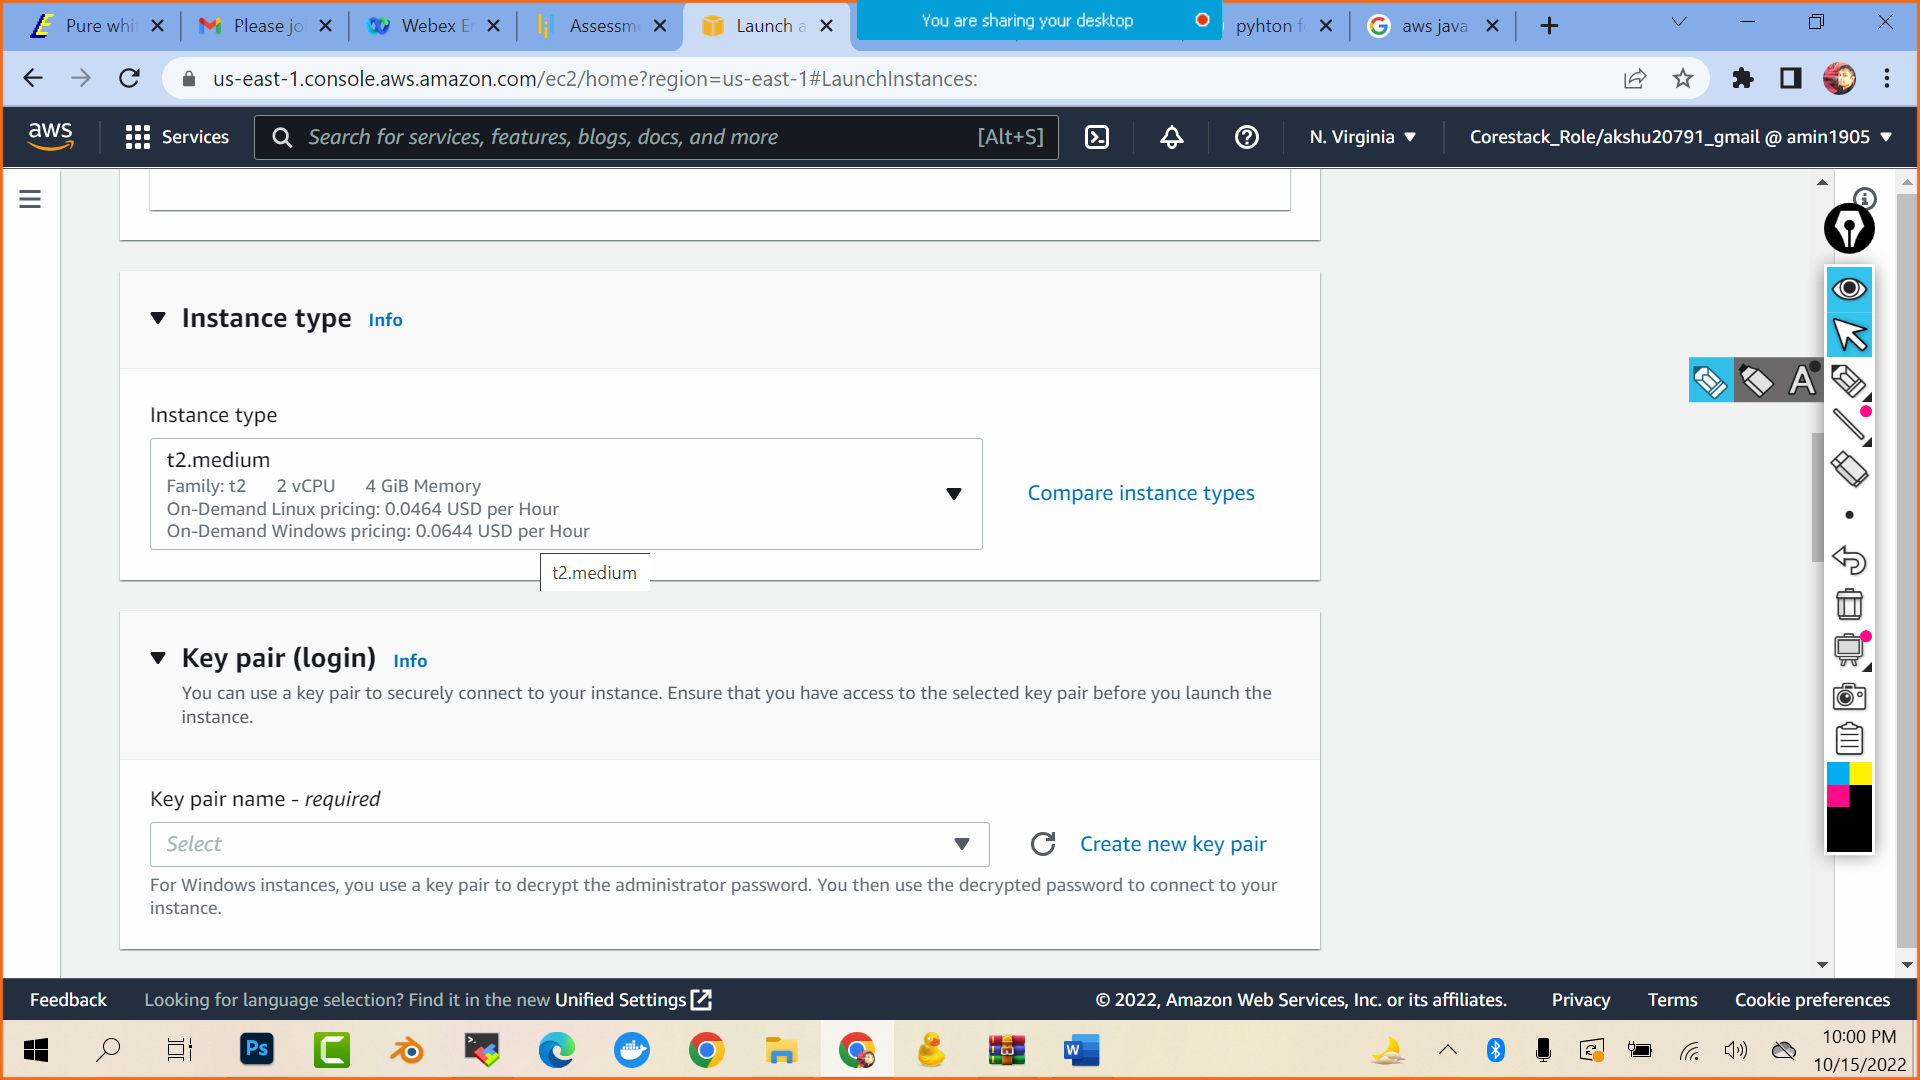 Pure whi
Please jo
Webex E
Assessm
Launch a
You are sharing your desktop
pyhton f
aws java
us-east-1.console.aws.amazon.com/ec2/home?region=us-east-1#LaunchInstances:
aws
Services
Search for services, features, blogs, docs, and more
[Alt+S]
N. Virginia
Corestack_Role/akshu20791_gmail @ amin1905
Instance type Info
Instance type
t2.medium
Family: t2 2 vCPU 4 GiB Memory
On-Demand Linux pricing: 0.0464 USD per Hour
On-Demand Windows pricing: 0.0644 USD per Hour
Compare instance types
t2.medium
Key pair (login) Info
You can use a key pair to securely connect to your instance. Ensure that you have access to the selected key pair before you launch the
instance.
Key pair name - required
Select
Create new key pair
For Windows instances, you use a key pair to decrypt the administrator password. You then use the decrypted password to connect to your
instance.
A
Feedback
Looking for language selection? Find it in the new Unified Settings
© 2022, Amazon Web Services, Inc. or its affiliates.
Privacy
Terms
Cookie preferences
Ps
C
W
10:00 PM
10/15/2022